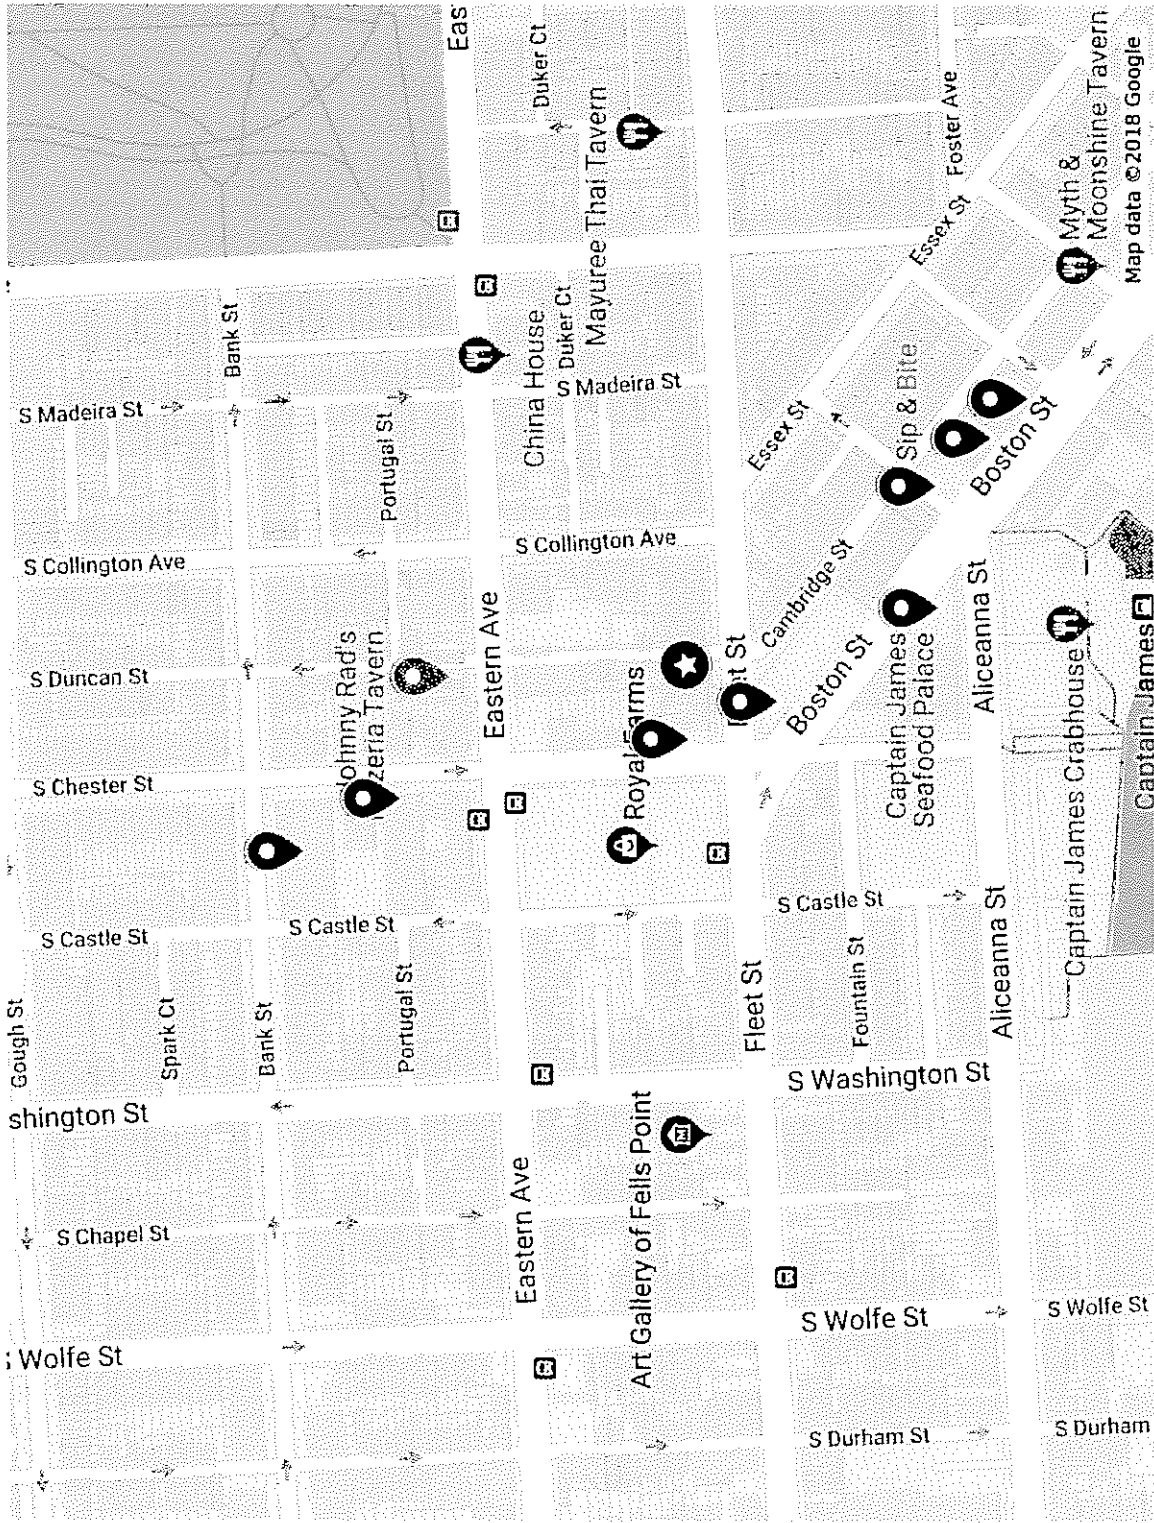 Eas
Duker Ct
Mayuree Thai Tavern
Foster Ave
Myth &
Moonshine Tavern
Map data ©2018 Google
Essex St
Bank St
S Madeira St
China House
Duker Ct
S Madeira St
Portugal St
Essex St
Sip & Bite
Boston St
S Collington Ave
S Collington Ave
Cambridge St
Aliceanna St
S Duncan St
Johnny Rad's
zeria Tavern
Eastern Ave
Royal Farms
et St
Boston St
Captain James
Seafood Palace
Captain James Crabhouse
Captain James
S Chester St
S Castle St
S Castle St
S Castle St
Gough St
Spark Ct
Bank St
Portugal St
Fleet St
Fountain St
Aliceanna St
shington St
S Washington St
S Chapel St
Eastern Ave
Art Gallery of Fells Point
S Wolfe St
S Wolfe St
S Wolfe St
S Durham St
S Durham